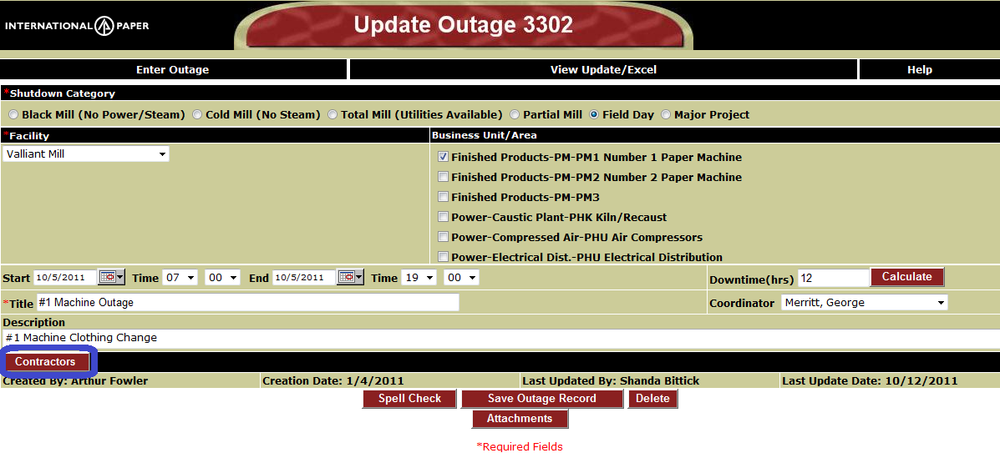 INTERNATIONAL PAPER
Update Outage 3302
Enter Outage View Update/Excel Help
*Shutdown Category
Black Mill (No Power/Steam) Cold Mill (No Steam) Total Mill (Utilities Available) Partial Mill Field Day Major Project
*Facility Business Unit/Area
Valliant Mill
Finished Products-PM-PM1 Number 1 Paper Machine
Finished Products-PM-PM2 Number 2 Paper Machine
Finished Products-PM-PM3
Power-Caustic Plant-PHK Kiln/Recaust
Power-Compressed Air-PHU Air Compressors
Power-Electrical Dist.-PHU Electrical Distribution
Start 10/5/2011 Time 07 00 End 10/5/2011 Time 19 00 Downtime(hrs) 12 Calculate
*Title #1 Machine Outage Coordinator Merritt, George
Description
#1 Machine Clothing Change
Contractors
Created By: Arthur Fowler Creation Date: 1/4/2011 Last Updated By: Shanda Bittick Last Update Date: 10/12/2011
Spell Check Save Outage Record Delete
Attachments
*Required Fields